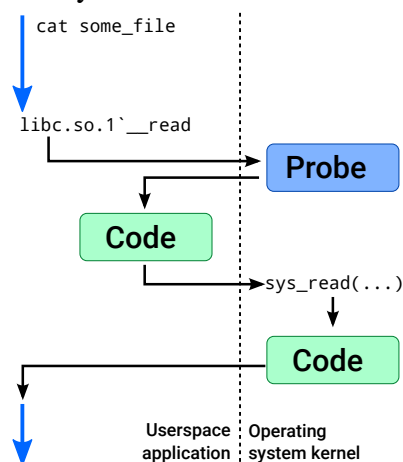 cat some_file
libc.so.1`__read
Probe
Code
sys_read(...)
Code
Userspace
application
Operating
system kernel